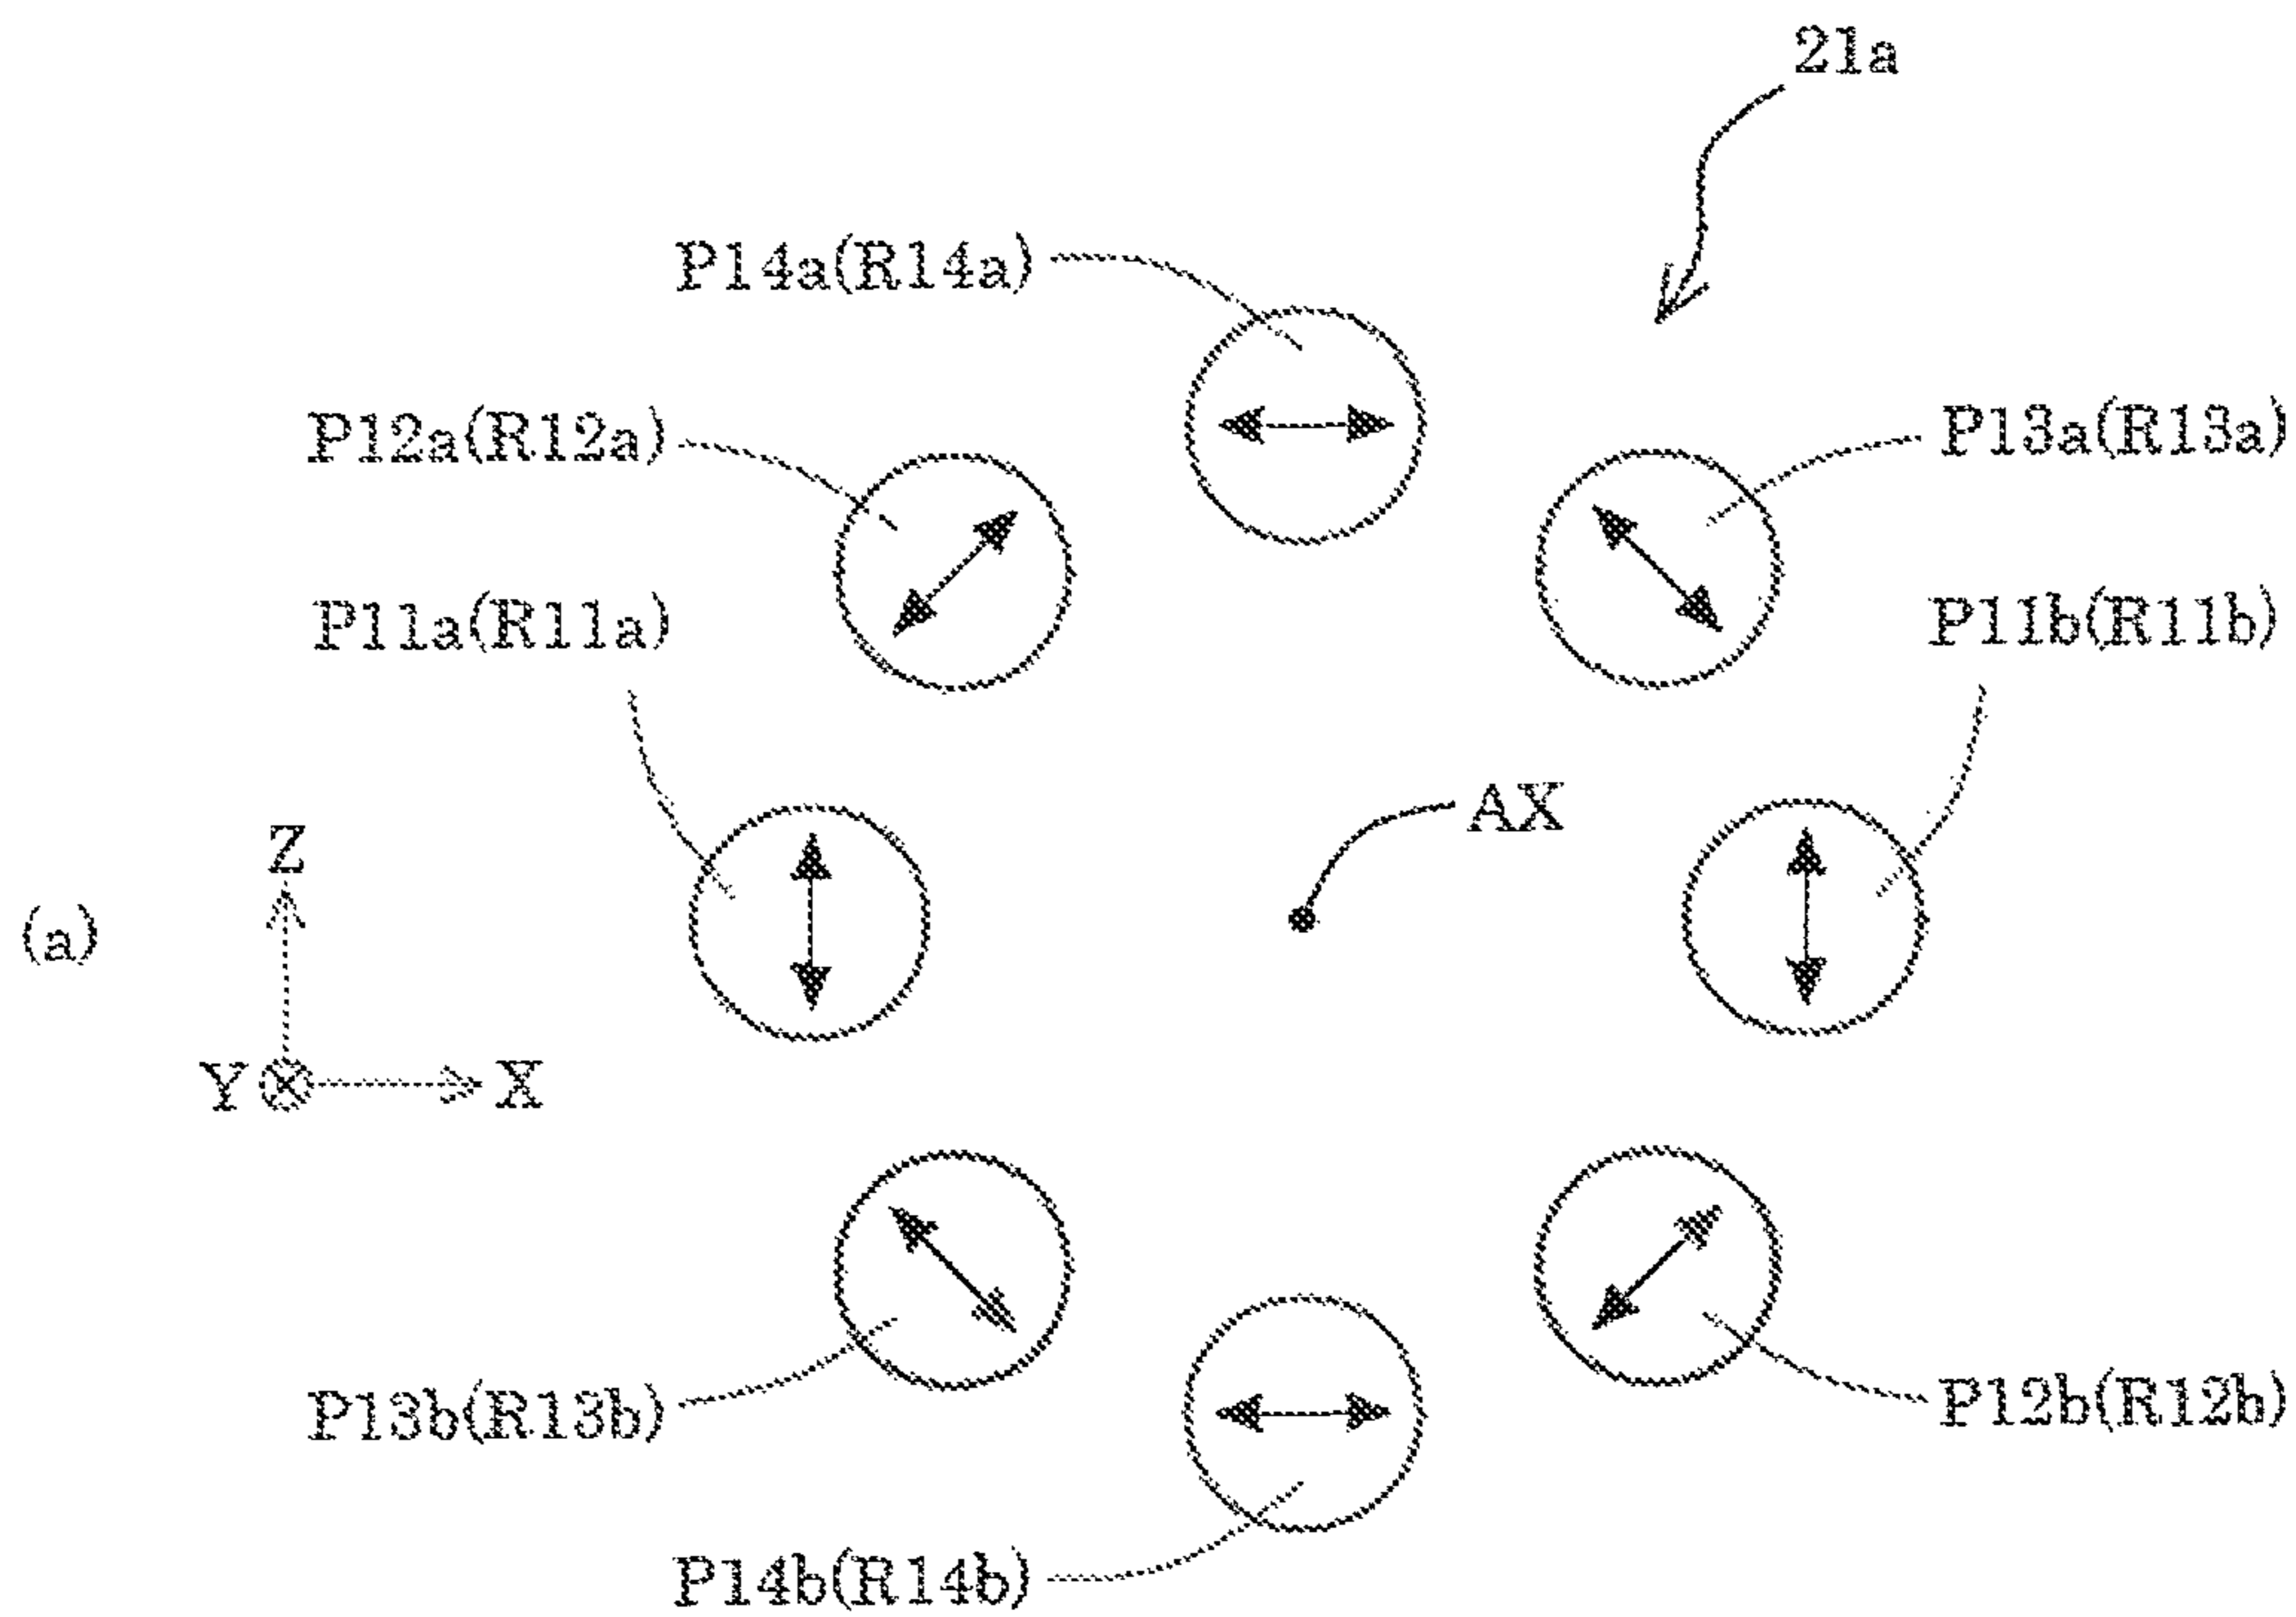 21a
P14a(R14a)
P12a(R12a)
P13a(R13a)
P11a(R11a)
P11b(R11b)
AX
Z
(a)
Y
X
P13b(R13b)
P12b(R12b)
P14b(R14b)